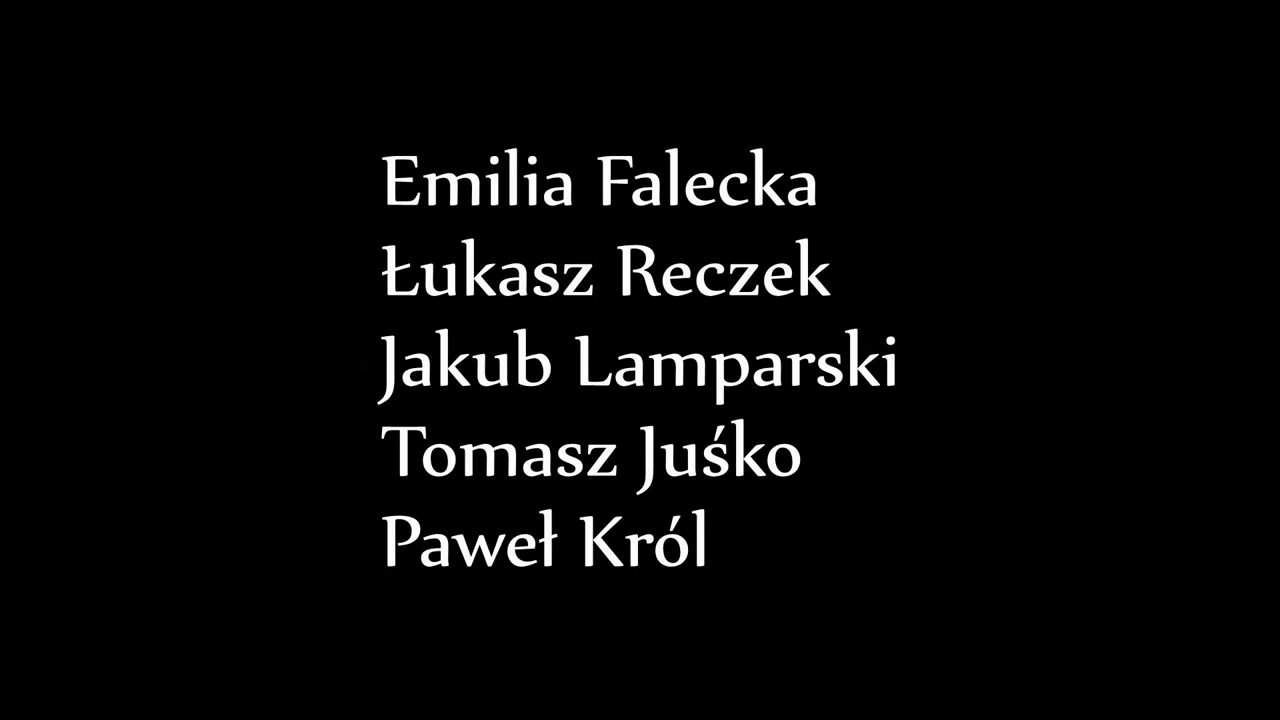 Emilia Falecka
Łukasz Reczek
Jakub Lamparski
Tomasz Juśko
Paweł Król